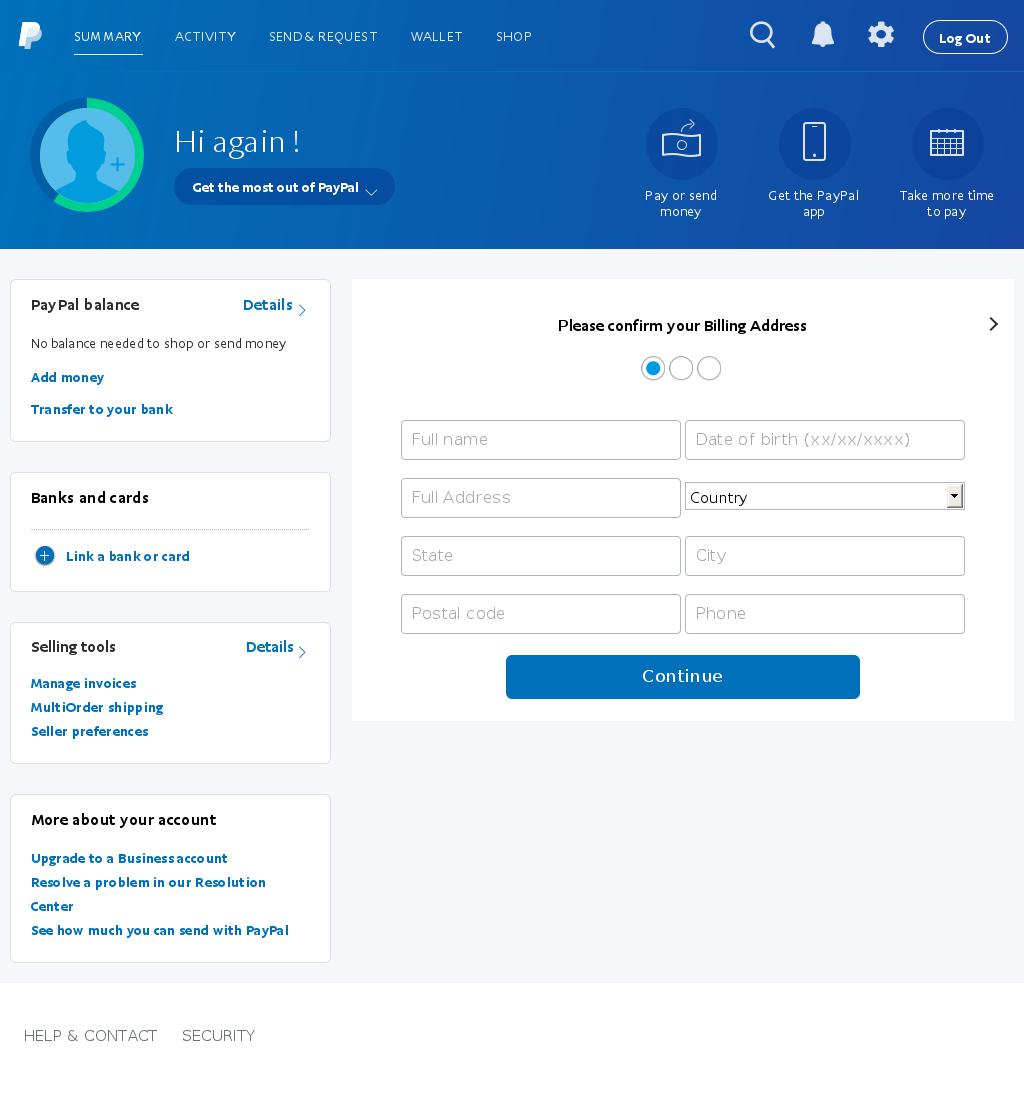 SUMMARY ACTIVITY SEND & REQUEST WALLET SHOP Log Out
Hi again !
Get the most out of PayPal
Pay or send
money
Get the PayPal
app
Take more time
to pay
PayPal balance Details
No balance needed to shop or send money
Add money
Transfer to your bank
Banks and cards
Link a bank or card
Selling tools Details
Manage invoices
MultiOrder shipping
Seller preferences
More about your account
Upgrade to a Business account
Resolve a problem in our Resolution
Center
See how much you can send with PayPal
Please confirm your Billing Address
Full name Date of birth (xx/xx/xxxx)
Full Address Country
State City
Postal code Phone
Continue
HELP & CONTACT SECURITY